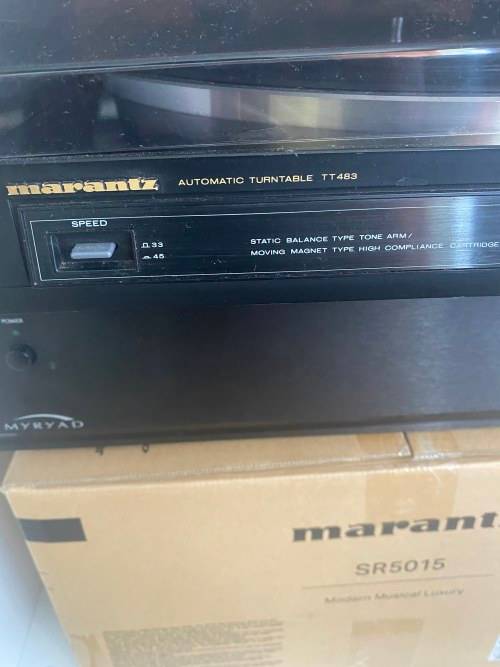 marantz AUTOMATIC TURNTABLE TT483
SPEED
33
45
STATIC BALANCE TYPE TONE ARM/
MOVING MAGNET TYPE HIGH COMPLIANCE CARTRIDGE
POWER
MYRYAD
marantz
SR5015
Modern Musical Luxury